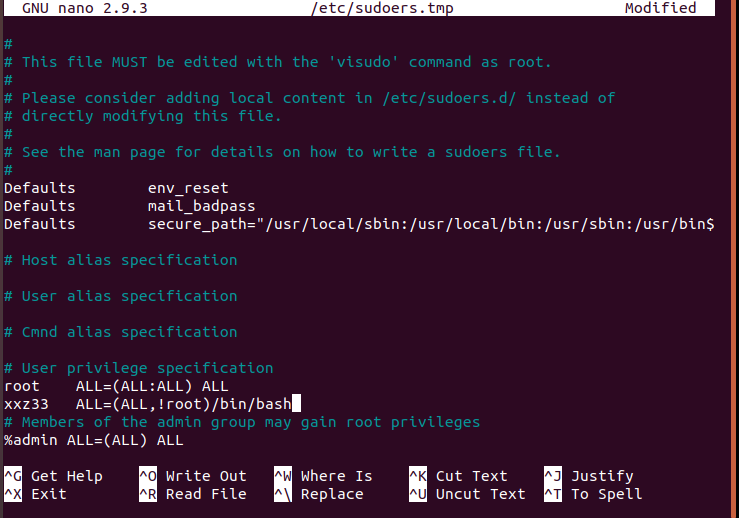 GNU nano 2.9.3 /etc/sudoers.tmp Modified
#
# This file MUST be edited with the 'visudo' command as root.
#
# Please consider adding local content in /etc/sudoers.d/ instead of
# directly modifying this file.
#
# See the man page for details on how to write a sudoers file.
#
Defaults env_reset
Defaults mail_badpass
Defaults secure_path="/usr/local/sbin:/usr/local/bin:/usr/sbin:/usr/bin$
# Host alias specification
# User alias specification
# Cmnd alias specification
# User privilege specification
root ALL=(ALL:ALL) ALL
xxz33 ALL=(ALL,!root)/bin/bash
# Members of the admin group may gain root privileges
%admin ALL=(ALL) ALL
^G Get Help ^O Write Out ^W Where Is ^K Cut Text ^J Justify
^X Exit ^R Read File ^\ Replace ^U Uncut Text ^T To Spell